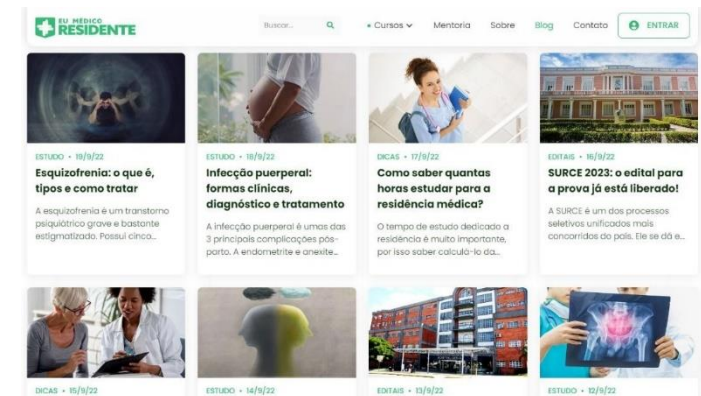 EU MÉDICO
RESIDENTE
Buscar...
Cursos
Mentoria
Sobre
Blog
Contato
ENTRAR
ESTUDO • 19/9/22
Esquizofrenia: o que é,
tipos e como tratar
A esquizofrenia é um transtorno
psiquiátrico grave e bastante
estigmatizado. Possui cinco...
ESTUDO • 18/9/22
Infecção puerperal:
formas clínicas,
diagnóstico e tratamento
A infecção puerperal é umas das
3 principais complicações pós-
parto. A endometrite e anexite...
DICAS • 17/9/22
Como saber quantas
horas estudar para a
residência médica?
O tempo de estudo dedicado a
residência é muito importante,
por isso saber calculá-lo da...
EDITAIS • 16/9/22
SURCE 2023: o edital para
a prova já está liberado!
A SURCE é um dos processos
seletivos unificados mais
concorridos do país. Ele se dá e...
DICAS • 15/9/22
ESTUDO • 14/9/22
EDITAIS • 13/9/22
ESTUDO • 12/9/22